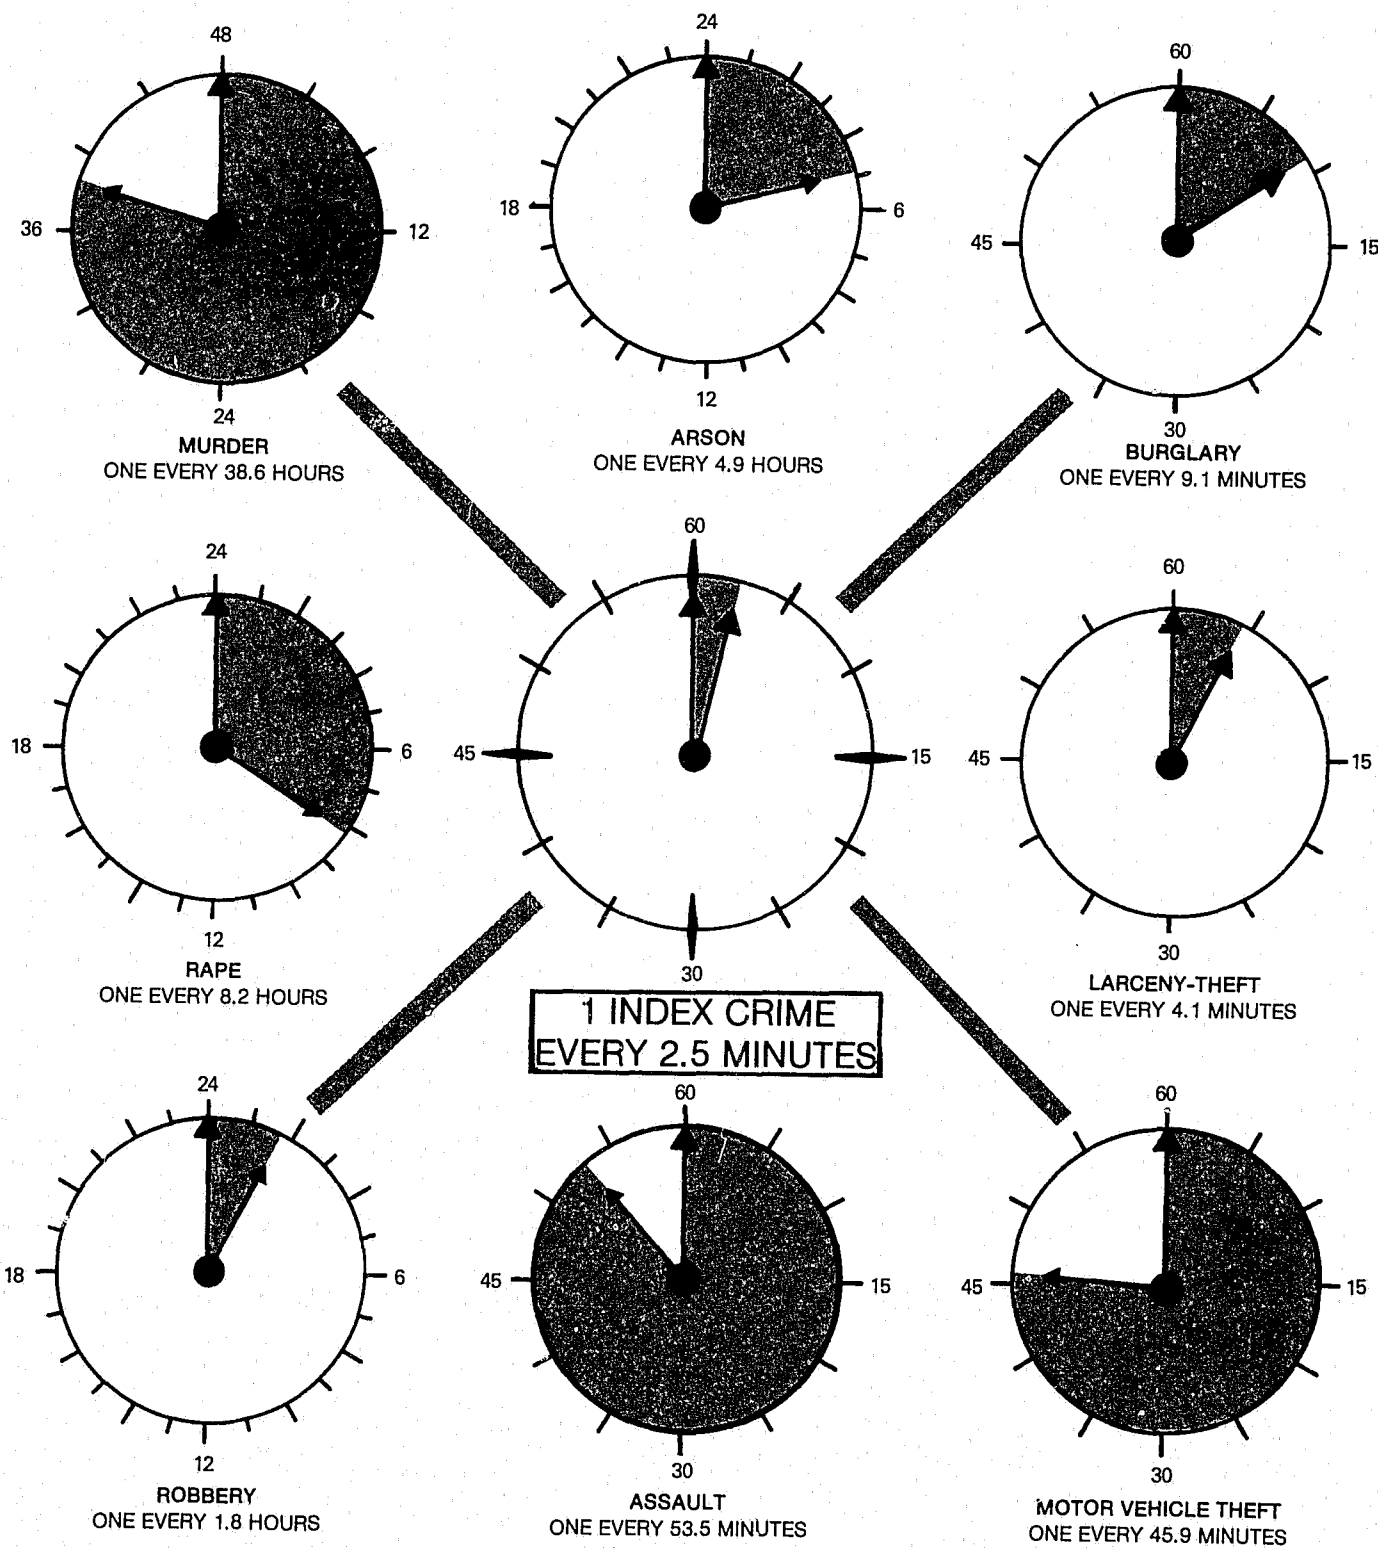 48
36
12
24
MURDER
ONE EVERY 38.6 HOURS
24
18
6
12
ARSON
ONE EVERY 4.9 HOURS
60
45
15
30
BURGLARY
ONE EVERY 9.1 MINUTES
24
18
6
12
RAPE
ONE EVERY 8.2 HOURS
60
45
15
30
1 INDEX CRIME
EVERY 2.5 MINUTES
60
45
15
30
LARCENY-THEFT
ONE EVERY 4.1 MINUTES
24
18
6
12
ROBBERY
ONE EVERY 1.8 HOURS
60
45
15
30
ASSAULT
ONE EVERY 53.5 MINUTES
60
45
15
30
MOTOR VEHICLE THEFT
ONE EVERY 45.9 MINUTES